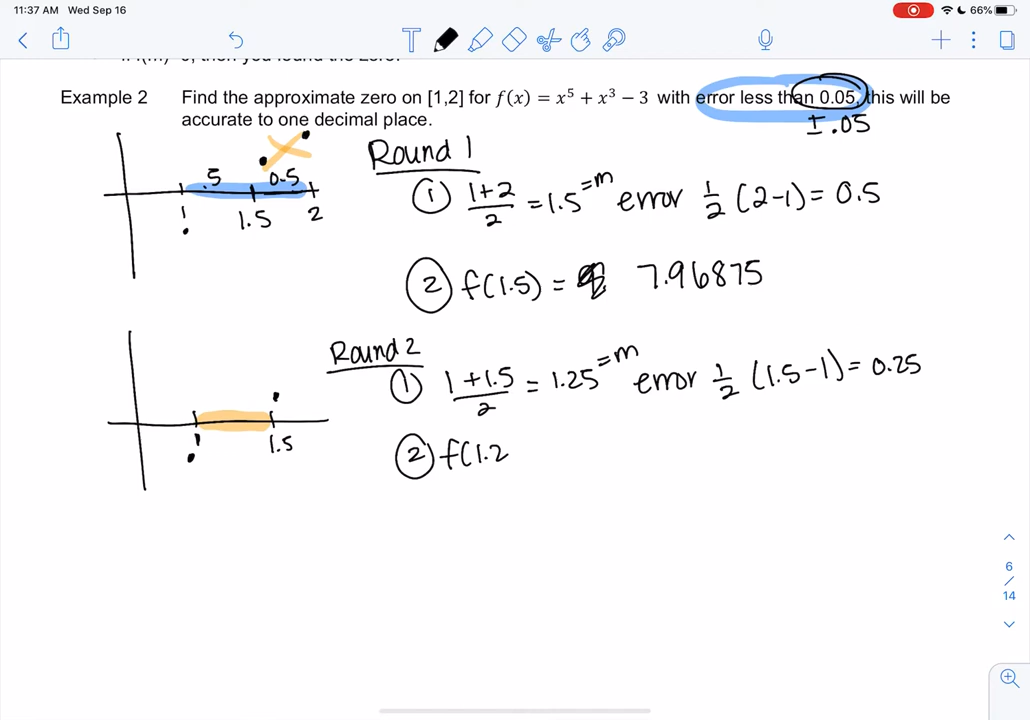 11:37 AM Wed Sep 16
66%
Example 2 Find the approximate zero on [1,2] for f(x) = x⁵ + x³ − 3 with error less than 0.05, this will be
accurate to one decimal place.
± .05
Round 1
.5 0.5
1 1.5 2
① (1+2)/2 = 1.5 = m error 1/2 (2-1) = 0.5
② f(1.5) = 7.96875
Round 2
① (1+1.5)/2 = 1.25 = m error 1/2 (1.5-1) = 0.25
1 1.5
② f(1.2
6
/
14